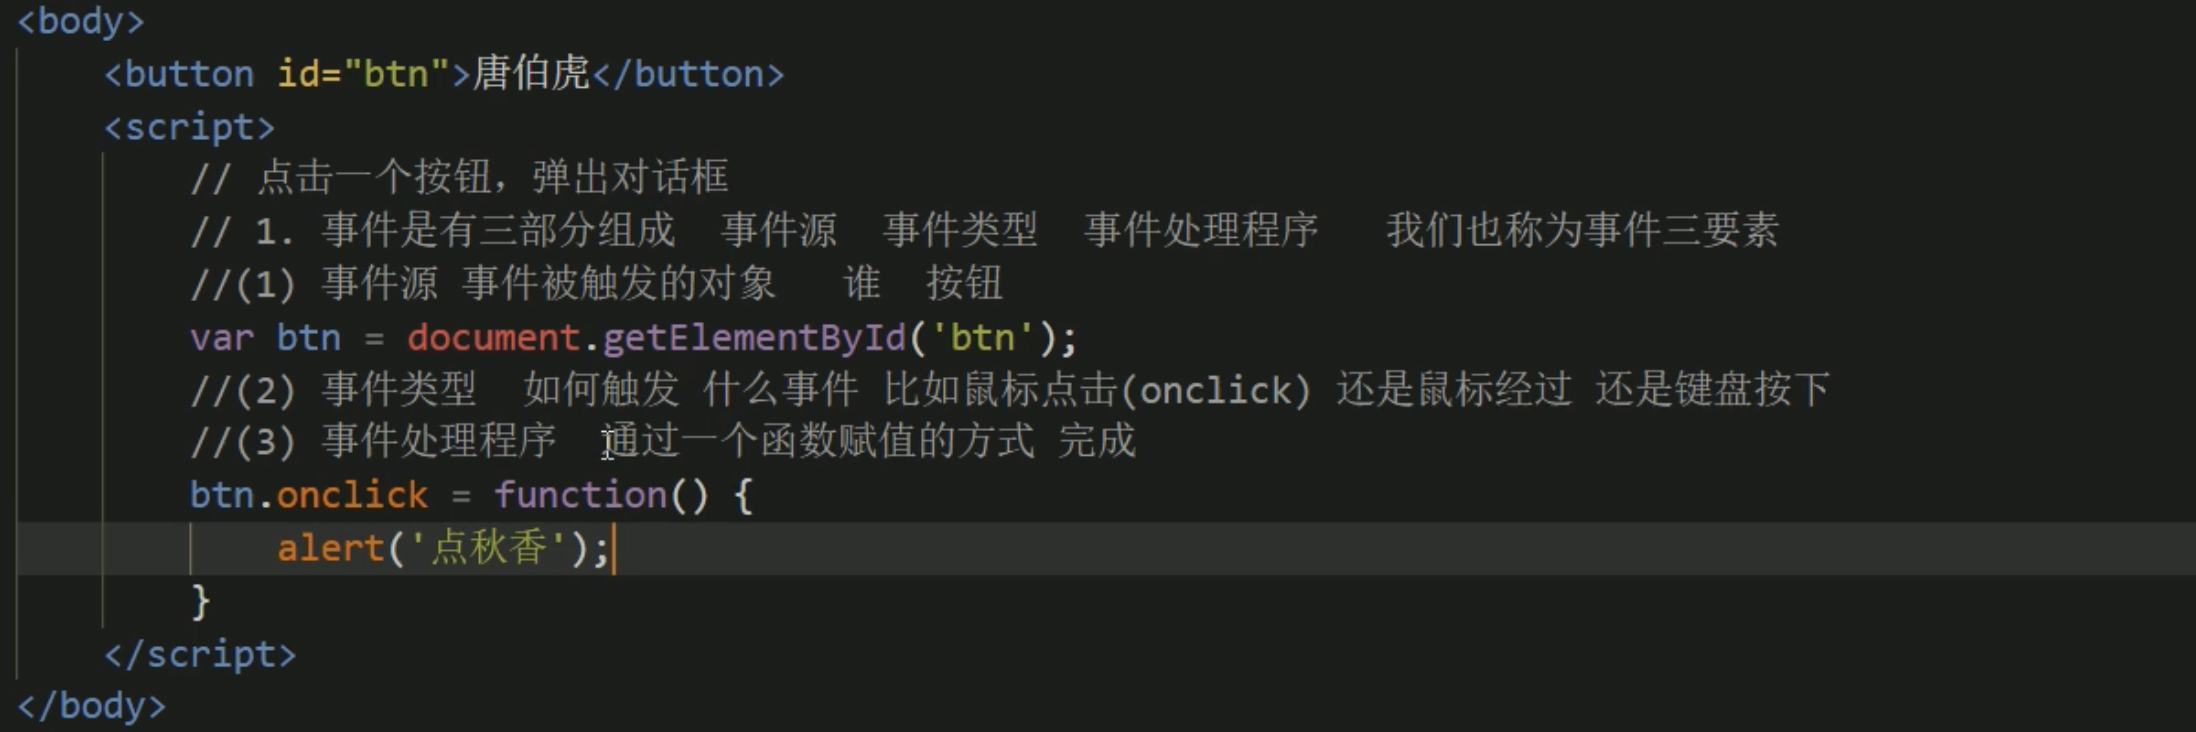 <body>
<button id="btn">唐伯虎</button>
<script>
// 点击一个按钮，弹出对话框
// 1. 事件是有三部分组成  事件源  事件类型  事件处理程序   我们也称为事件三要素
//(1) 事件源 事件被触发的对象   谁  按钮
var btn = document.getElementById('btn');
//(2) 事件类型  如何触发 什么事件 比如鼠标点击(onclick) 还是鼠标经过 还是键盘按下
//(3) 事件处理程序  通过一个函数赋值的方式 完成
btn.onclick = function() {
alert('点秋香');
}
</script>
</body>